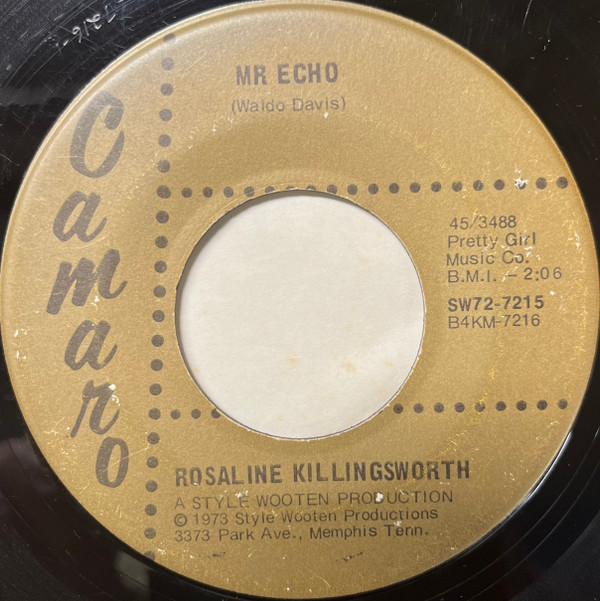 Camaro
MR ECHO
(Waldo Davis)
45/3488
Pretty Girl
Music Co.
B.M.I. – 2:06
SW72-7215
B4KM-7216
ROSALINE KILLINGSWORTH
A STYLE WOOTEN PRODUCTION
© 1973 Style Wooten Productions
3373 Park Ave., Memphis Tenn.